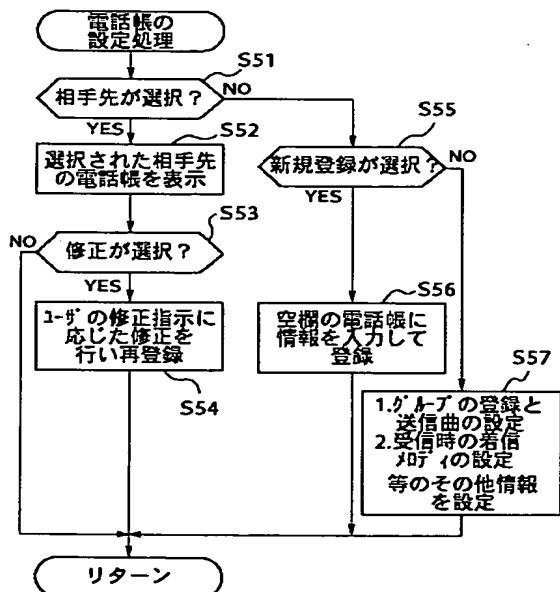 電話帳の
設定処理
S51
相手先が選択？
NO
YES
S52
選択された相手先
の電話帳を表示
S53
NO
修正が選択？
YES
ﾕｰｻﾞの修正指示に
応じた修正を
行い再登録
S54
S55
新規登録が選択？
NO
YES
S56
空欄の電話帳に
情報を入力して
登録
S57
1.ｸﾞﾙｰﾌﾟの登録と
送信曲の設定
2.受信時の着信
ﾒﾛﾃﾞｨの設定
等のその他情報
を設定
リターン